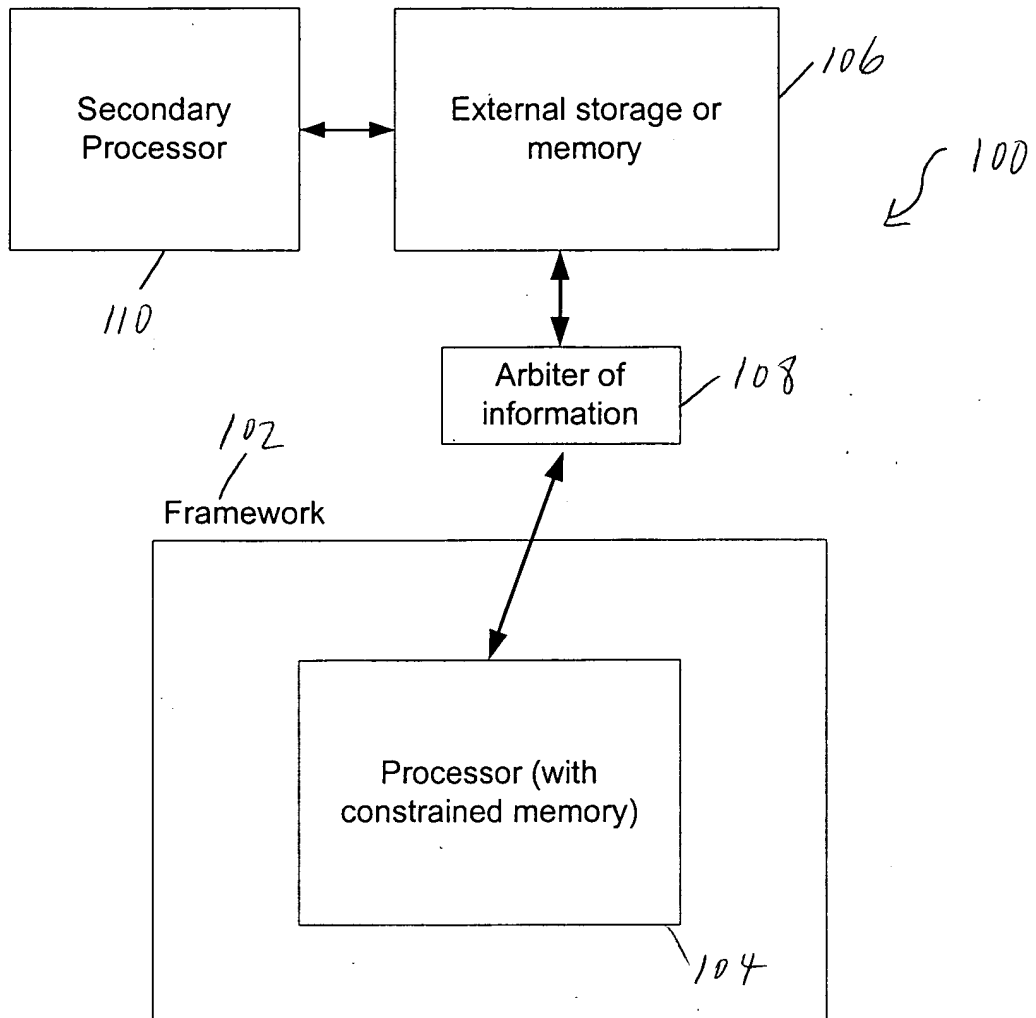 Secondary
Processor
External storage or
memory
106
100
110
Arbiter of
information
108
102
Framework
Processor (with
constrained memory)
104